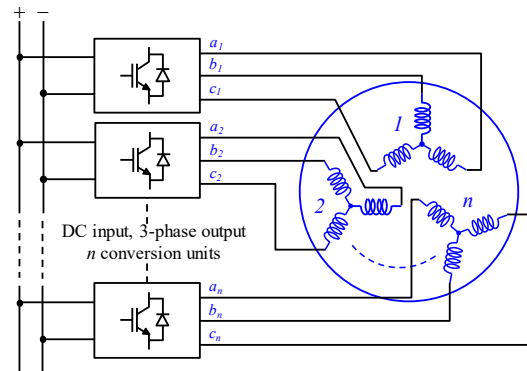 + −
a1
b1
c1
1
a2
b2
c2
2
n
DC input, 3-phase output
n conversion units
an
bn
cn